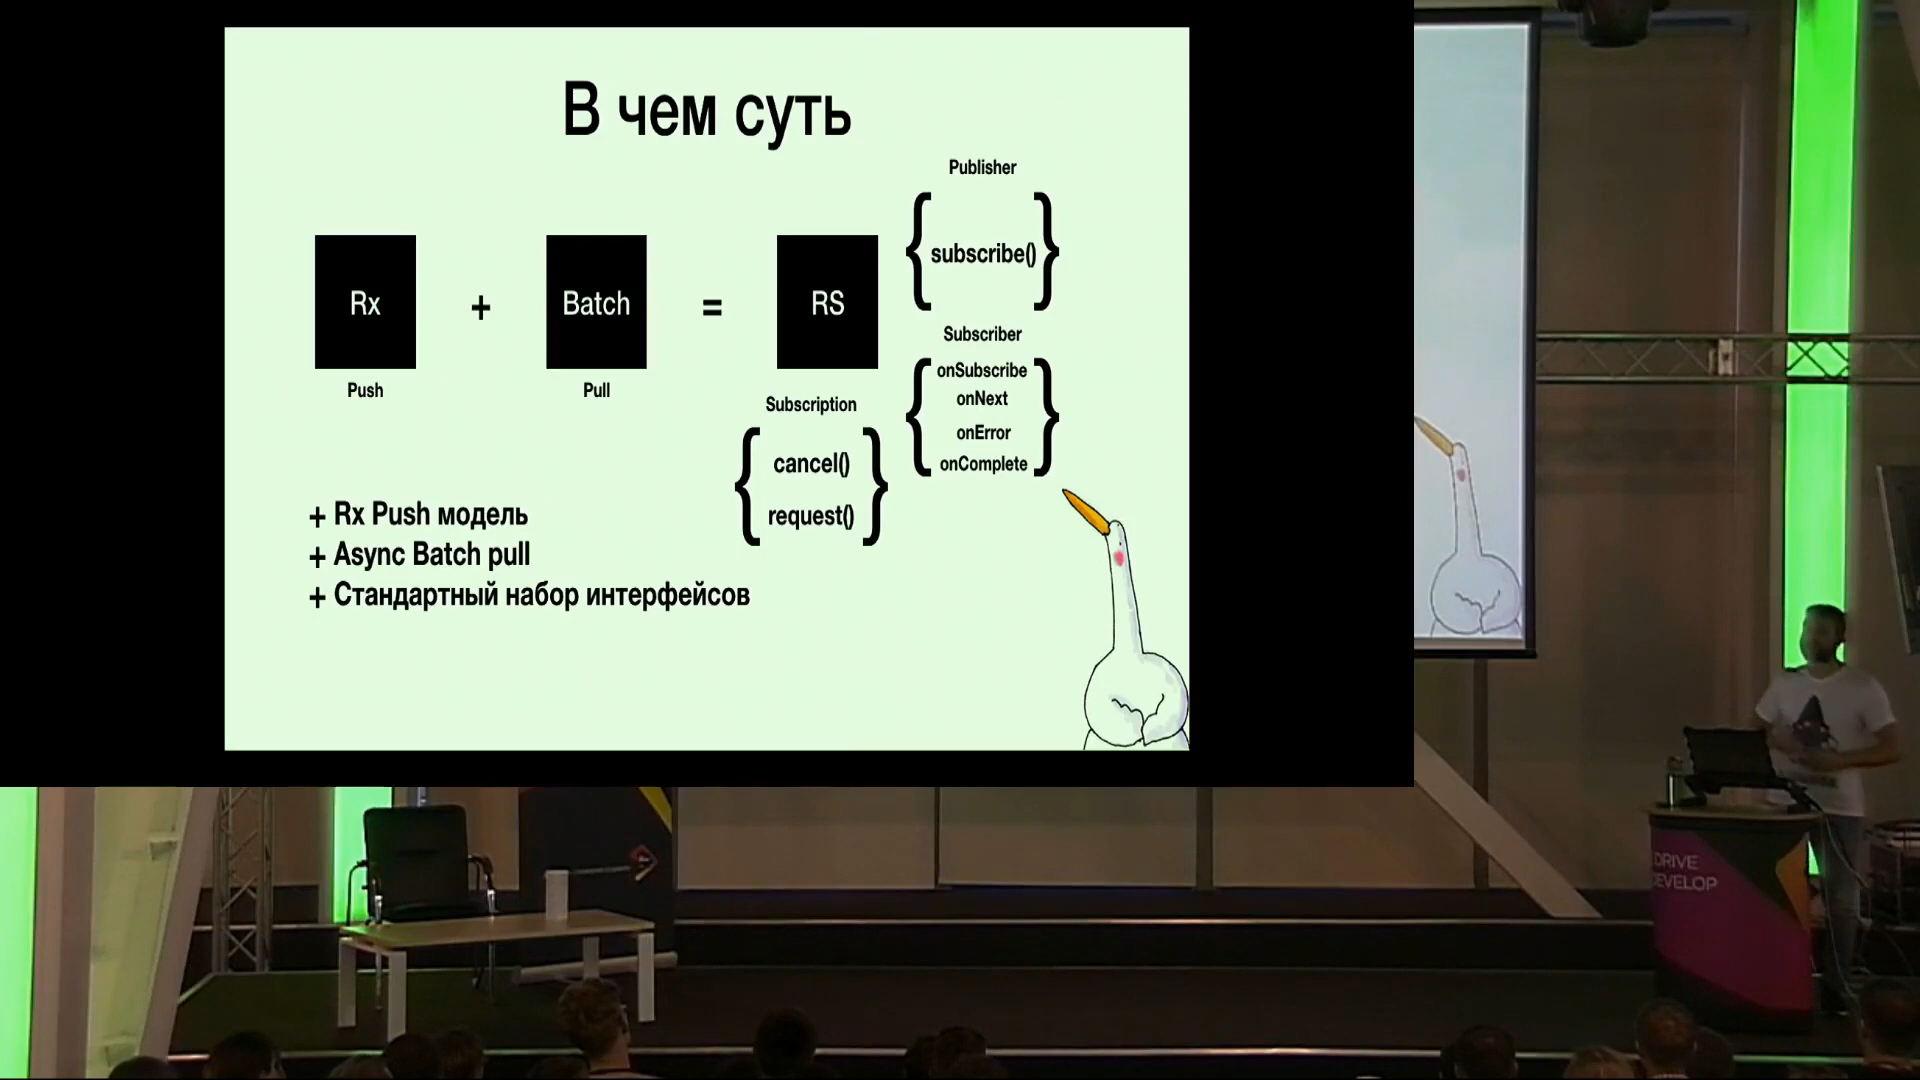 В чем суть
Publisher
subscribe()
Rx
+
Batch
=
RS
Push
Pull
Subscriber
onSubscribe
onNext
onError
onComplete
Subscription
cancel()
request()
+ Rx Push модель
+ Async Batch pull
+ Стандартный набор интерфейсов
DRIVE
DEVELOP